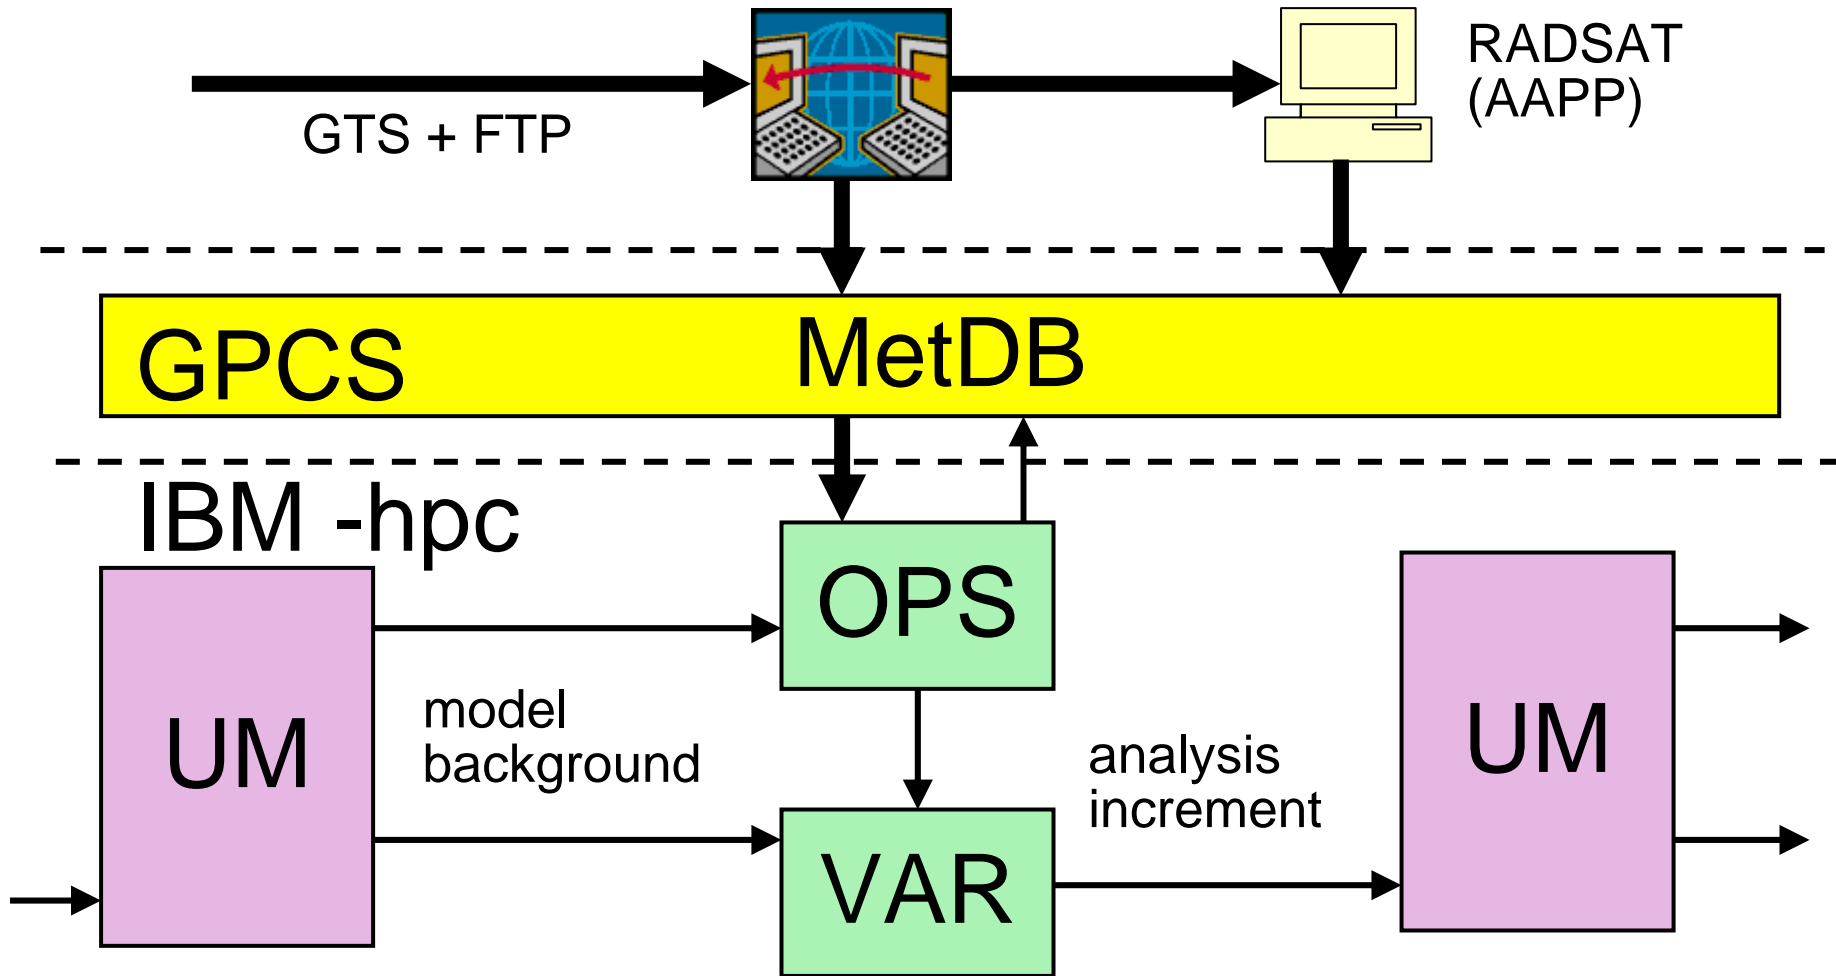 RADSAT
(AAPP)
GTS + FTP
GPCS
MetDB
IBM -hpc
OPS
UM
model
background
analysis
increment
UM
VAR